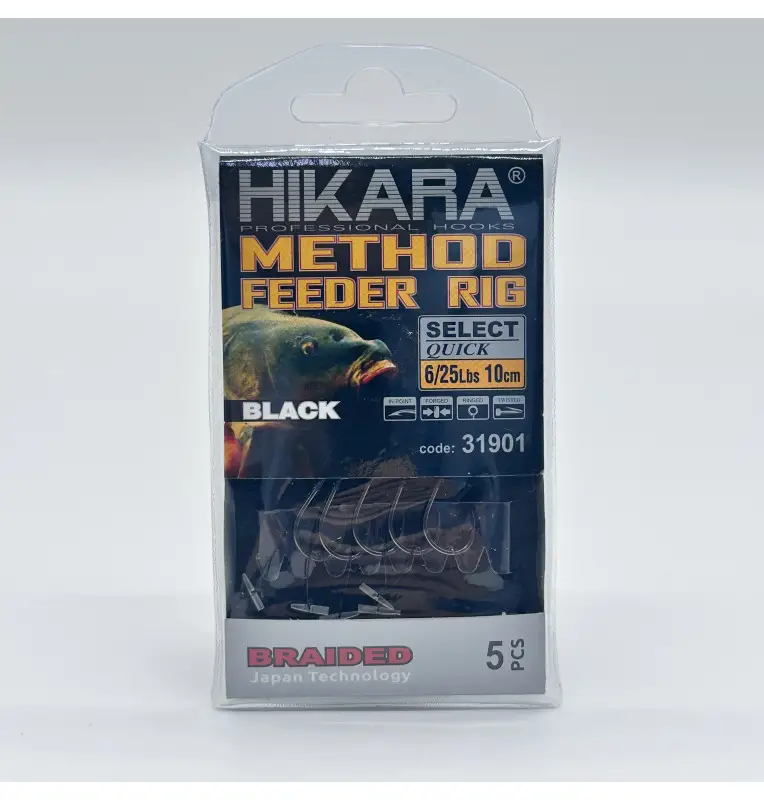 HIKARA®
PROFESSIONAL HOOKS
METHOD
FEEDER RIG
SELECT
QUICK
6/25Lbs 10cm
BLACK
IN-POINT FORGED RINGED TWISTED
code: 31901
BRAIDED
Japan Technology
5 PCS